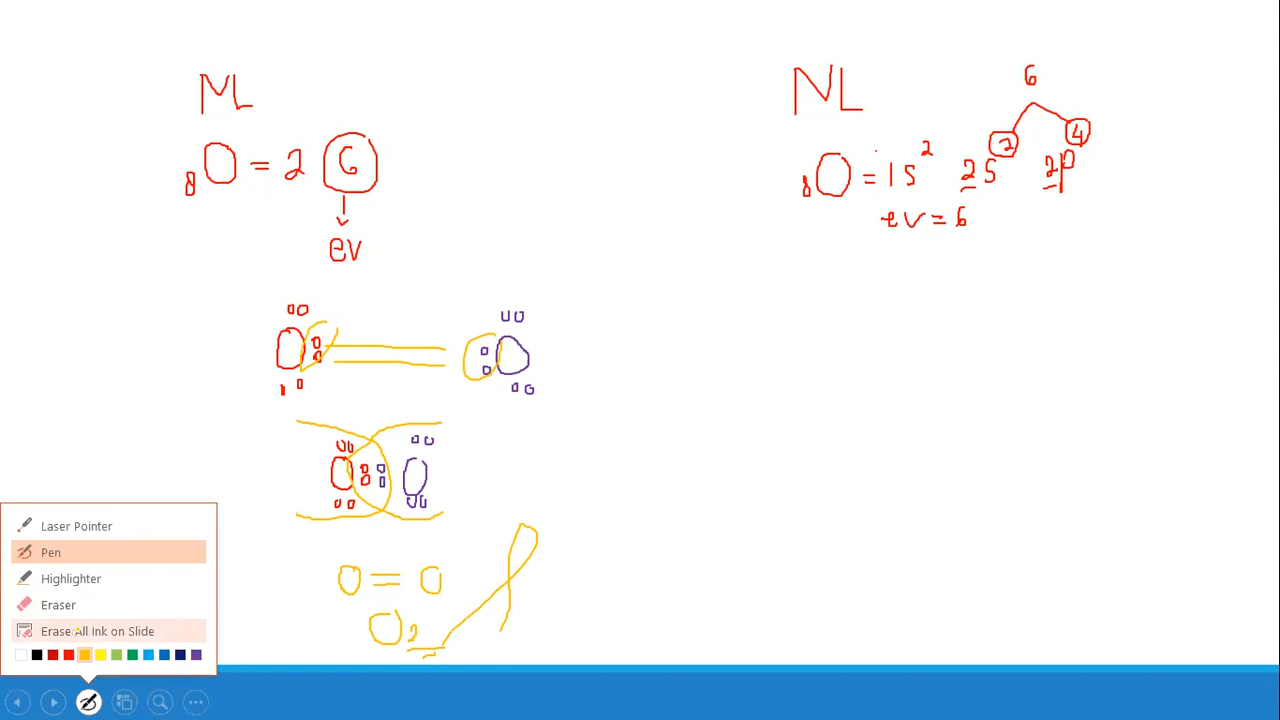 ML
₈O = 2 6
ev
O O
O = O
O₂
NL
6
2 4
₈O = 1s² 2s 2p
ev = 6
Laser Pointer
Pen
Highlighter
Eraser
Erase All Ink on Slide